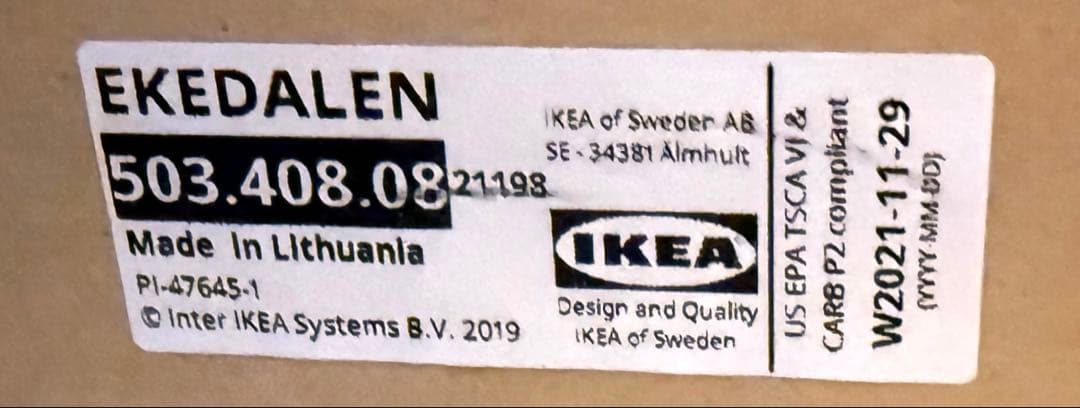 EKEDALEN
503.408.08 21198
Made In Lithuania
PI-47645-1
© Inter IKEA Systems B.V. 2019
IKEA of Sweden AB
SE - 34381 Älmhult
IKEA
Design and Quality
IKEA of Sweden
US EPA TSCA VI &
CARB P2 compliant
W2021-11-29
(YYYY-MM-DD)